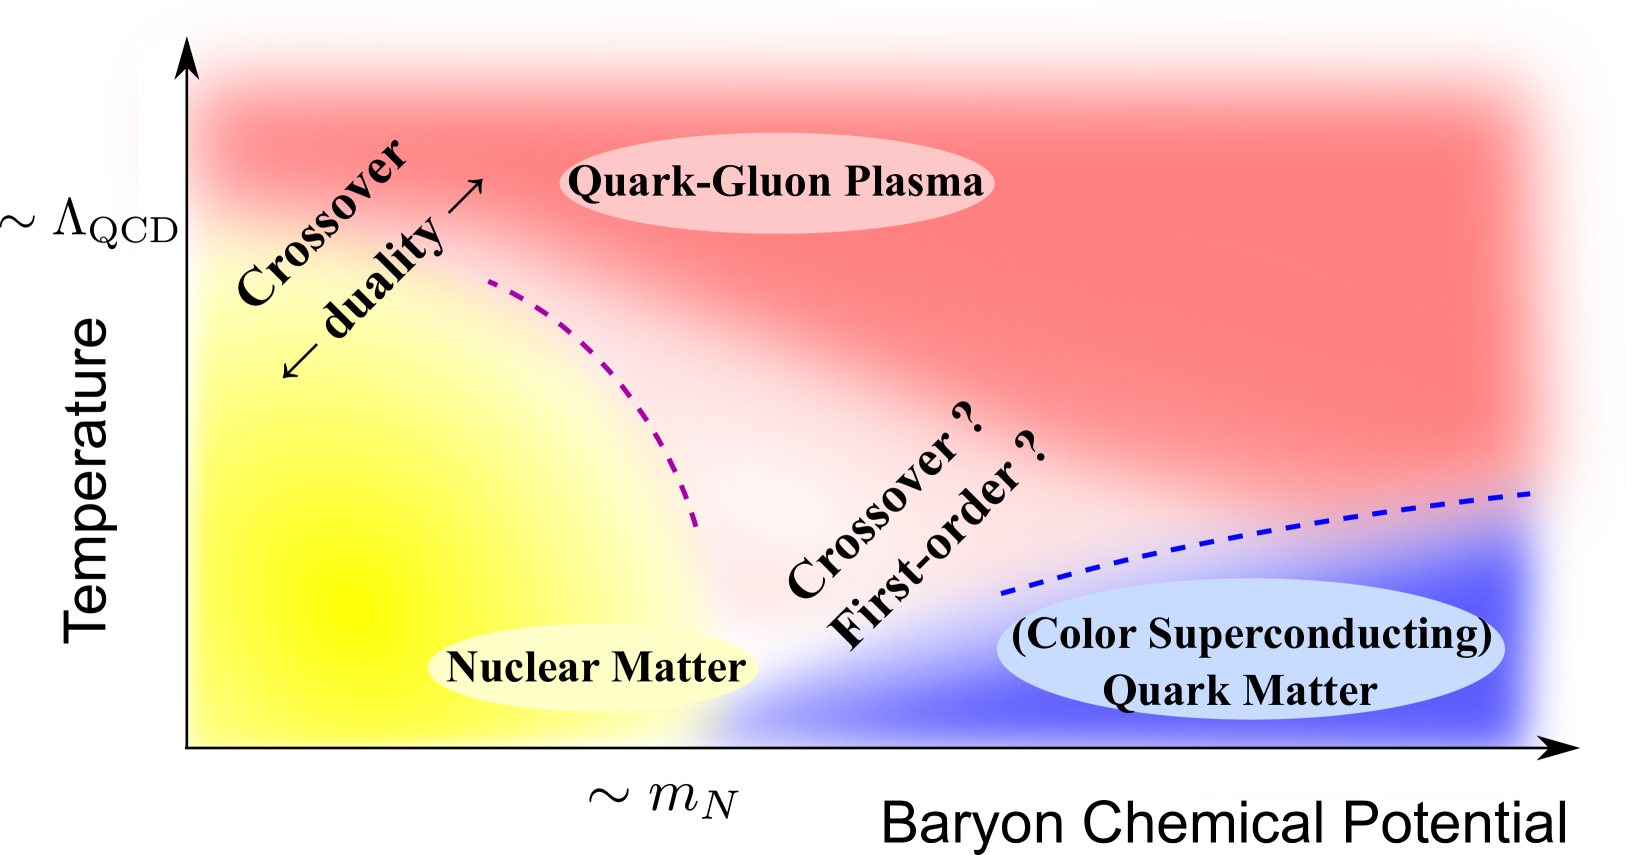 Quark-Gluon Plasma
Crossover
← duality →
~ Λ_QCD
Temperature
Crossover ?
First-order ?
Nuclear Matter
(Color Superconducting)
Quark Matter
~ m_N
Baryon Chemical Potential